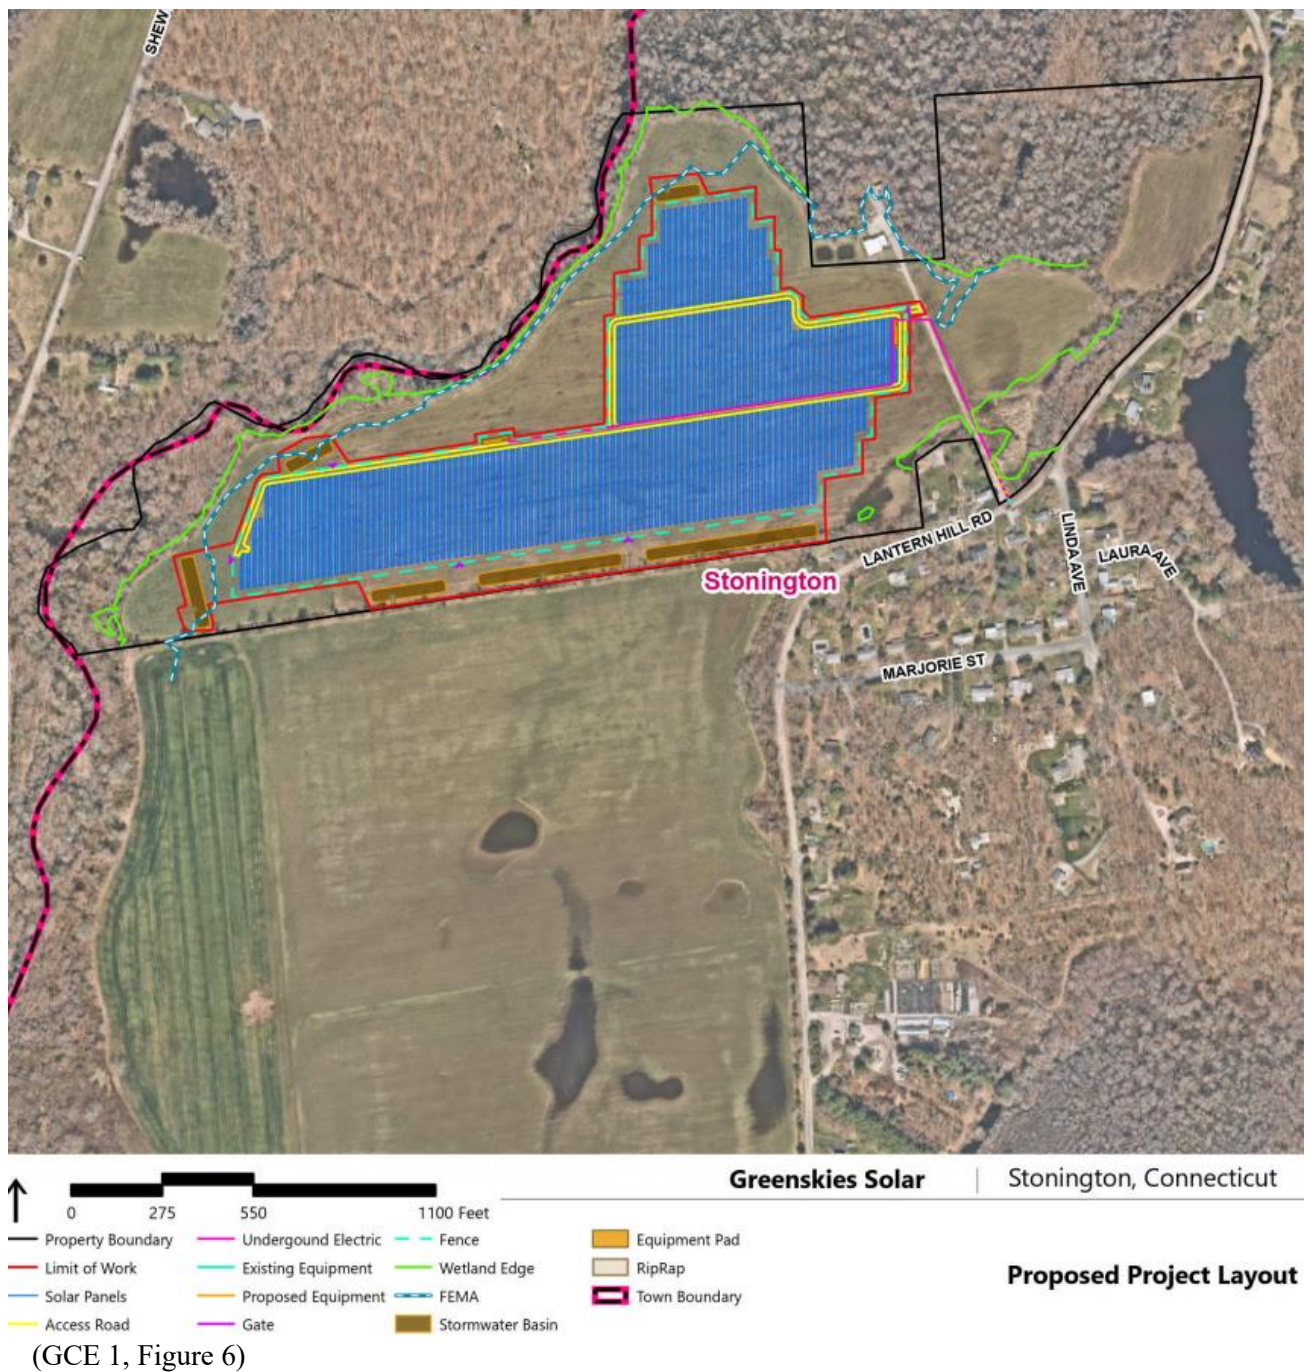 SHEW
LANTERN HILL RD
LINDA AVE
LAURA AVE
Stonington
MARJORIE ST
Greenskies Solar | Stonington, Connecticut
0 275 550 1100 Feet
Property Boundary Undergound Electric Fence Equipment Pad
Limit of Work Existing Equipment Wetland Edge RipRap
Proposed Project Layout
Solar Panels Proposed Equipment FEMA Town Boundary
Access Road Gate Stormwater Basin
(GCE 1, Figure 6)